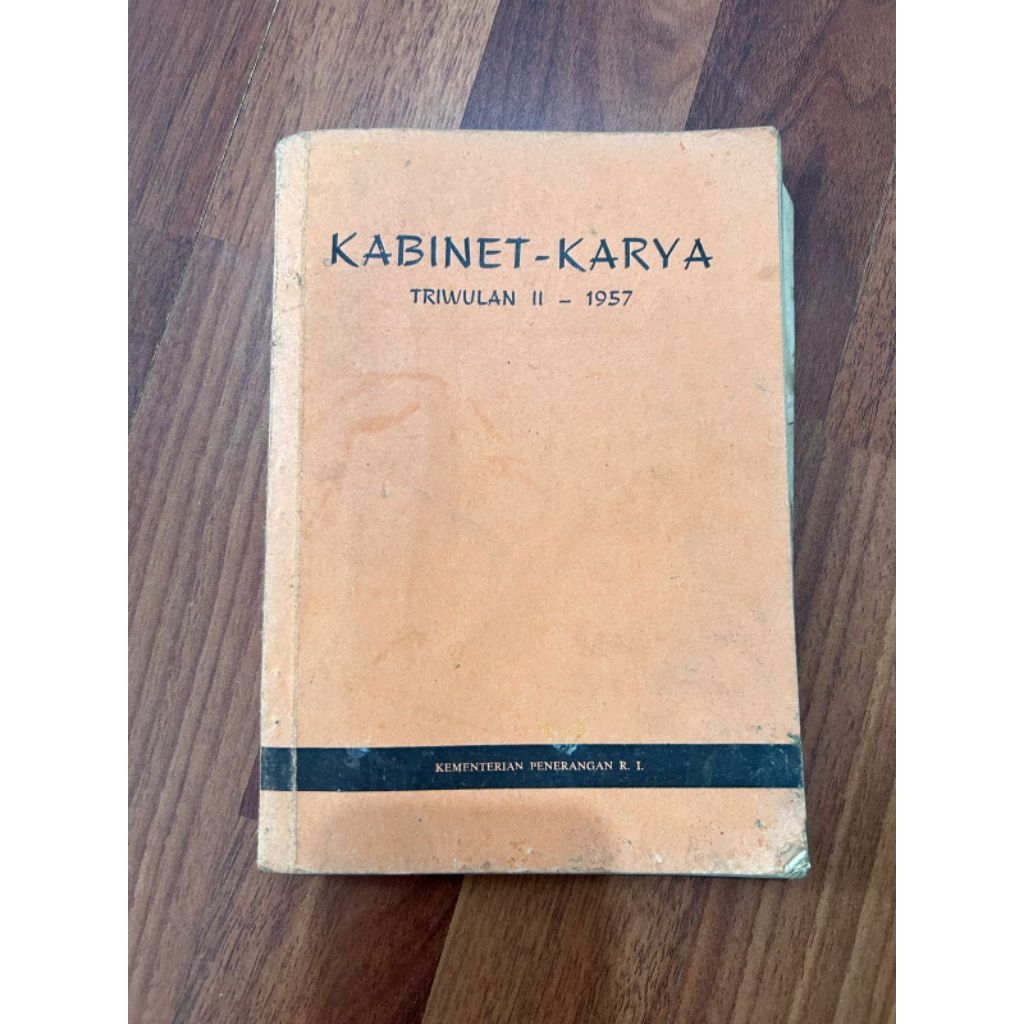 KABINET-KARYA
TRIWULAN II - 1957
KEMENTERIAN PENERANGAN R. I.